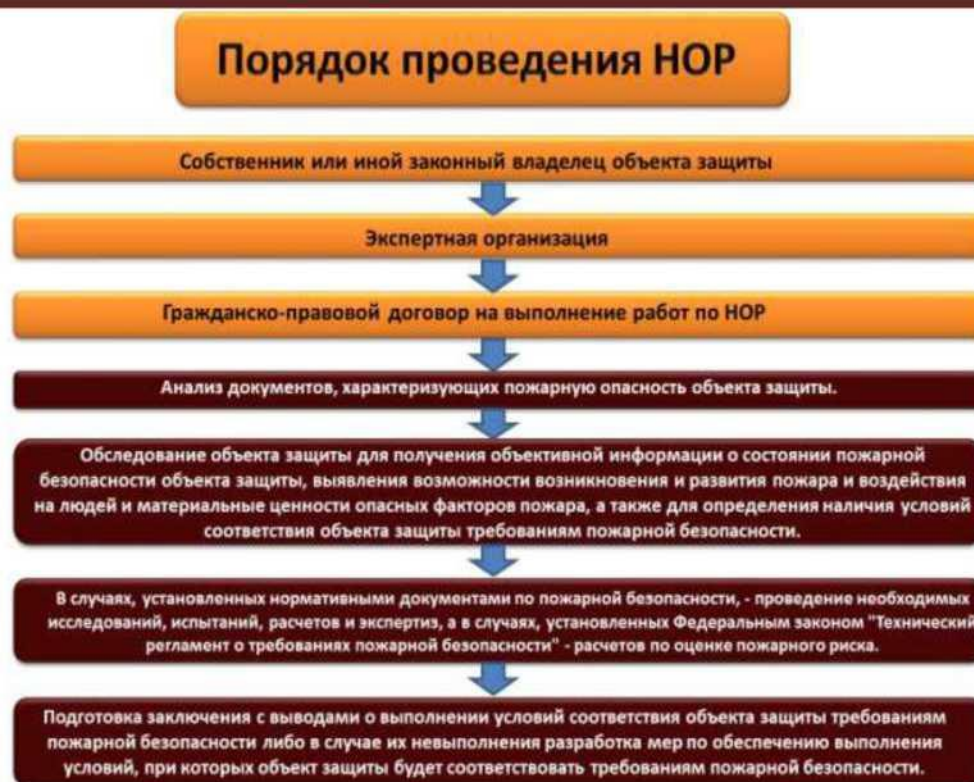 Порядок проведения НОР
Собственник или иной законный владелец объекта защиты
Экспертная организация
Гражданско-правовой договор на выполнение работ по НОР
Анализ документов, характеризующих пожарную опасность объекта защиты.
Обследование объекта защиты для получения объективной информации о состоянии пожарной
безопасности объекта защиты, выявления возможности возникновения и развития пожара и воздействия
на людей и материальные ценности опасных факторов пожара, а также для определения наличия условий
соответствия объекта защиты требованиям пожарной безопасности.
В случаях, установленных нормативными документами по пожарной безопасности, - проведение необходимых
исследований, испытаний, расчетов и экспертиз, а в случаях, установленных Федеральным законом "Технический
регламент о требованиях пожарной безопасности" - расчетов по оценке пожарного риска.
Подготовка заключения с выводами о выполнении условий соответствия объекта защиты требованиям
пожарной безопасности либо в случае их невыполнения разработка мер по обеспечению выполнения
условий, при которых объект защиты будет соответствовать требованиям пожарной безопасности.